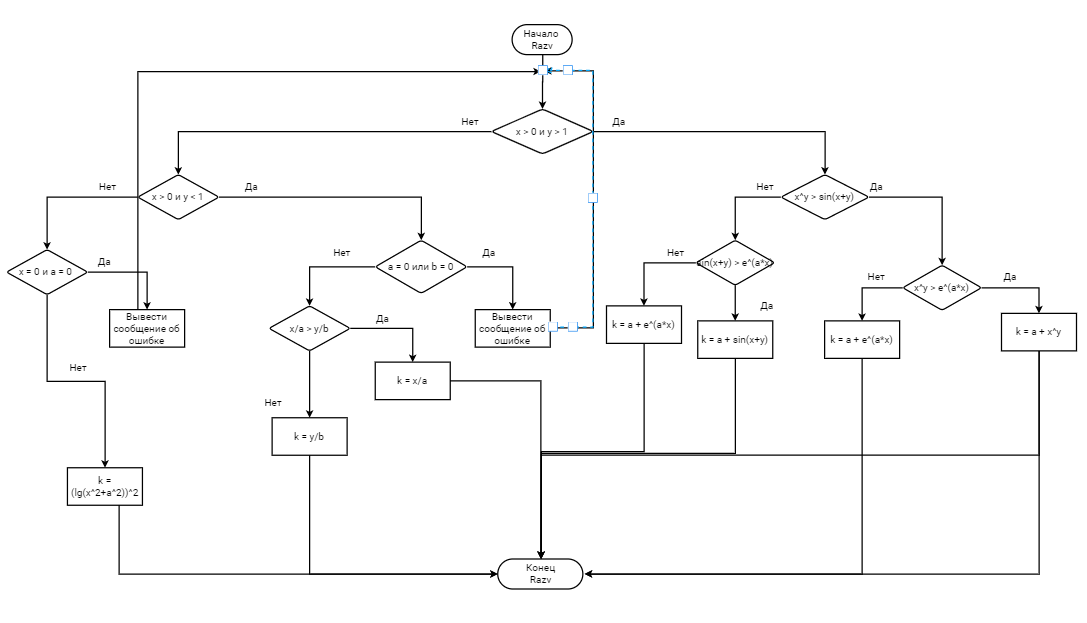 Начало
Razv
Нет
x > 0 и y > 1
Да
Нет
x > 0 и y < 1
Да
Нет
x^y > sin(x+y)
Да
Нет
a = 0 или b = 0
Да
Нет
sin(x+y) > e^(a*x)
x = 0 и a = 0
Да
Нет
x^y > e^(a*x)
Да
Да
Вывести
сообщение об
ошибке
x/a > y/b
Да
Вывести
сообщение об
ошибке
k = a + e^(a*x)
k = a + sin(x+y)
k = a + e^(a*x)
k = a + x^y
Нет
k = x/a
Нет
k = y/b
k =
(lg(x^2+a^2))^2
Конец
Razv